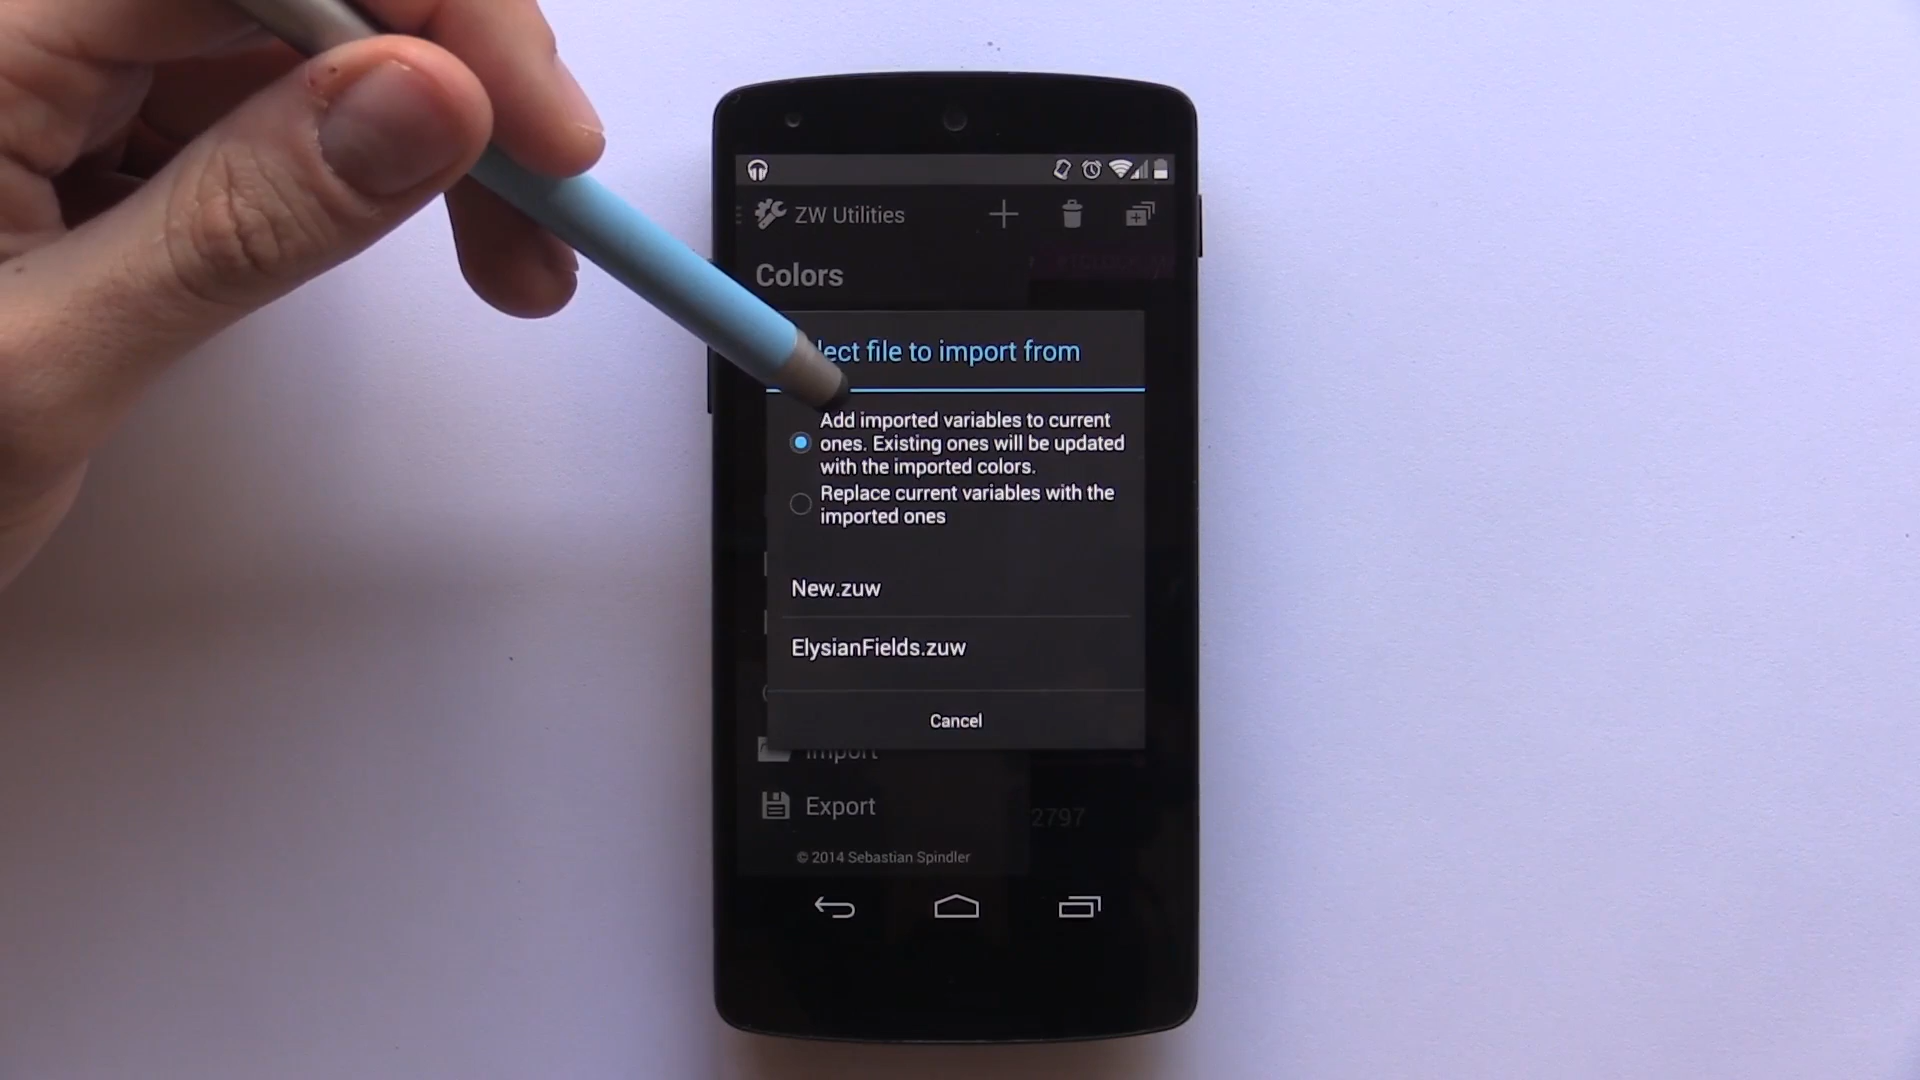 ZW Utilities
Colors
lect file to import from
Add imported variables to current
ones. Existing ones will be updated
with the imported colors.
Replace current variables with the
imported ones
New.zuw
ElysianFields.zuw
Cancel
Import
Export
2797
© 2014 Sebastian Spindler